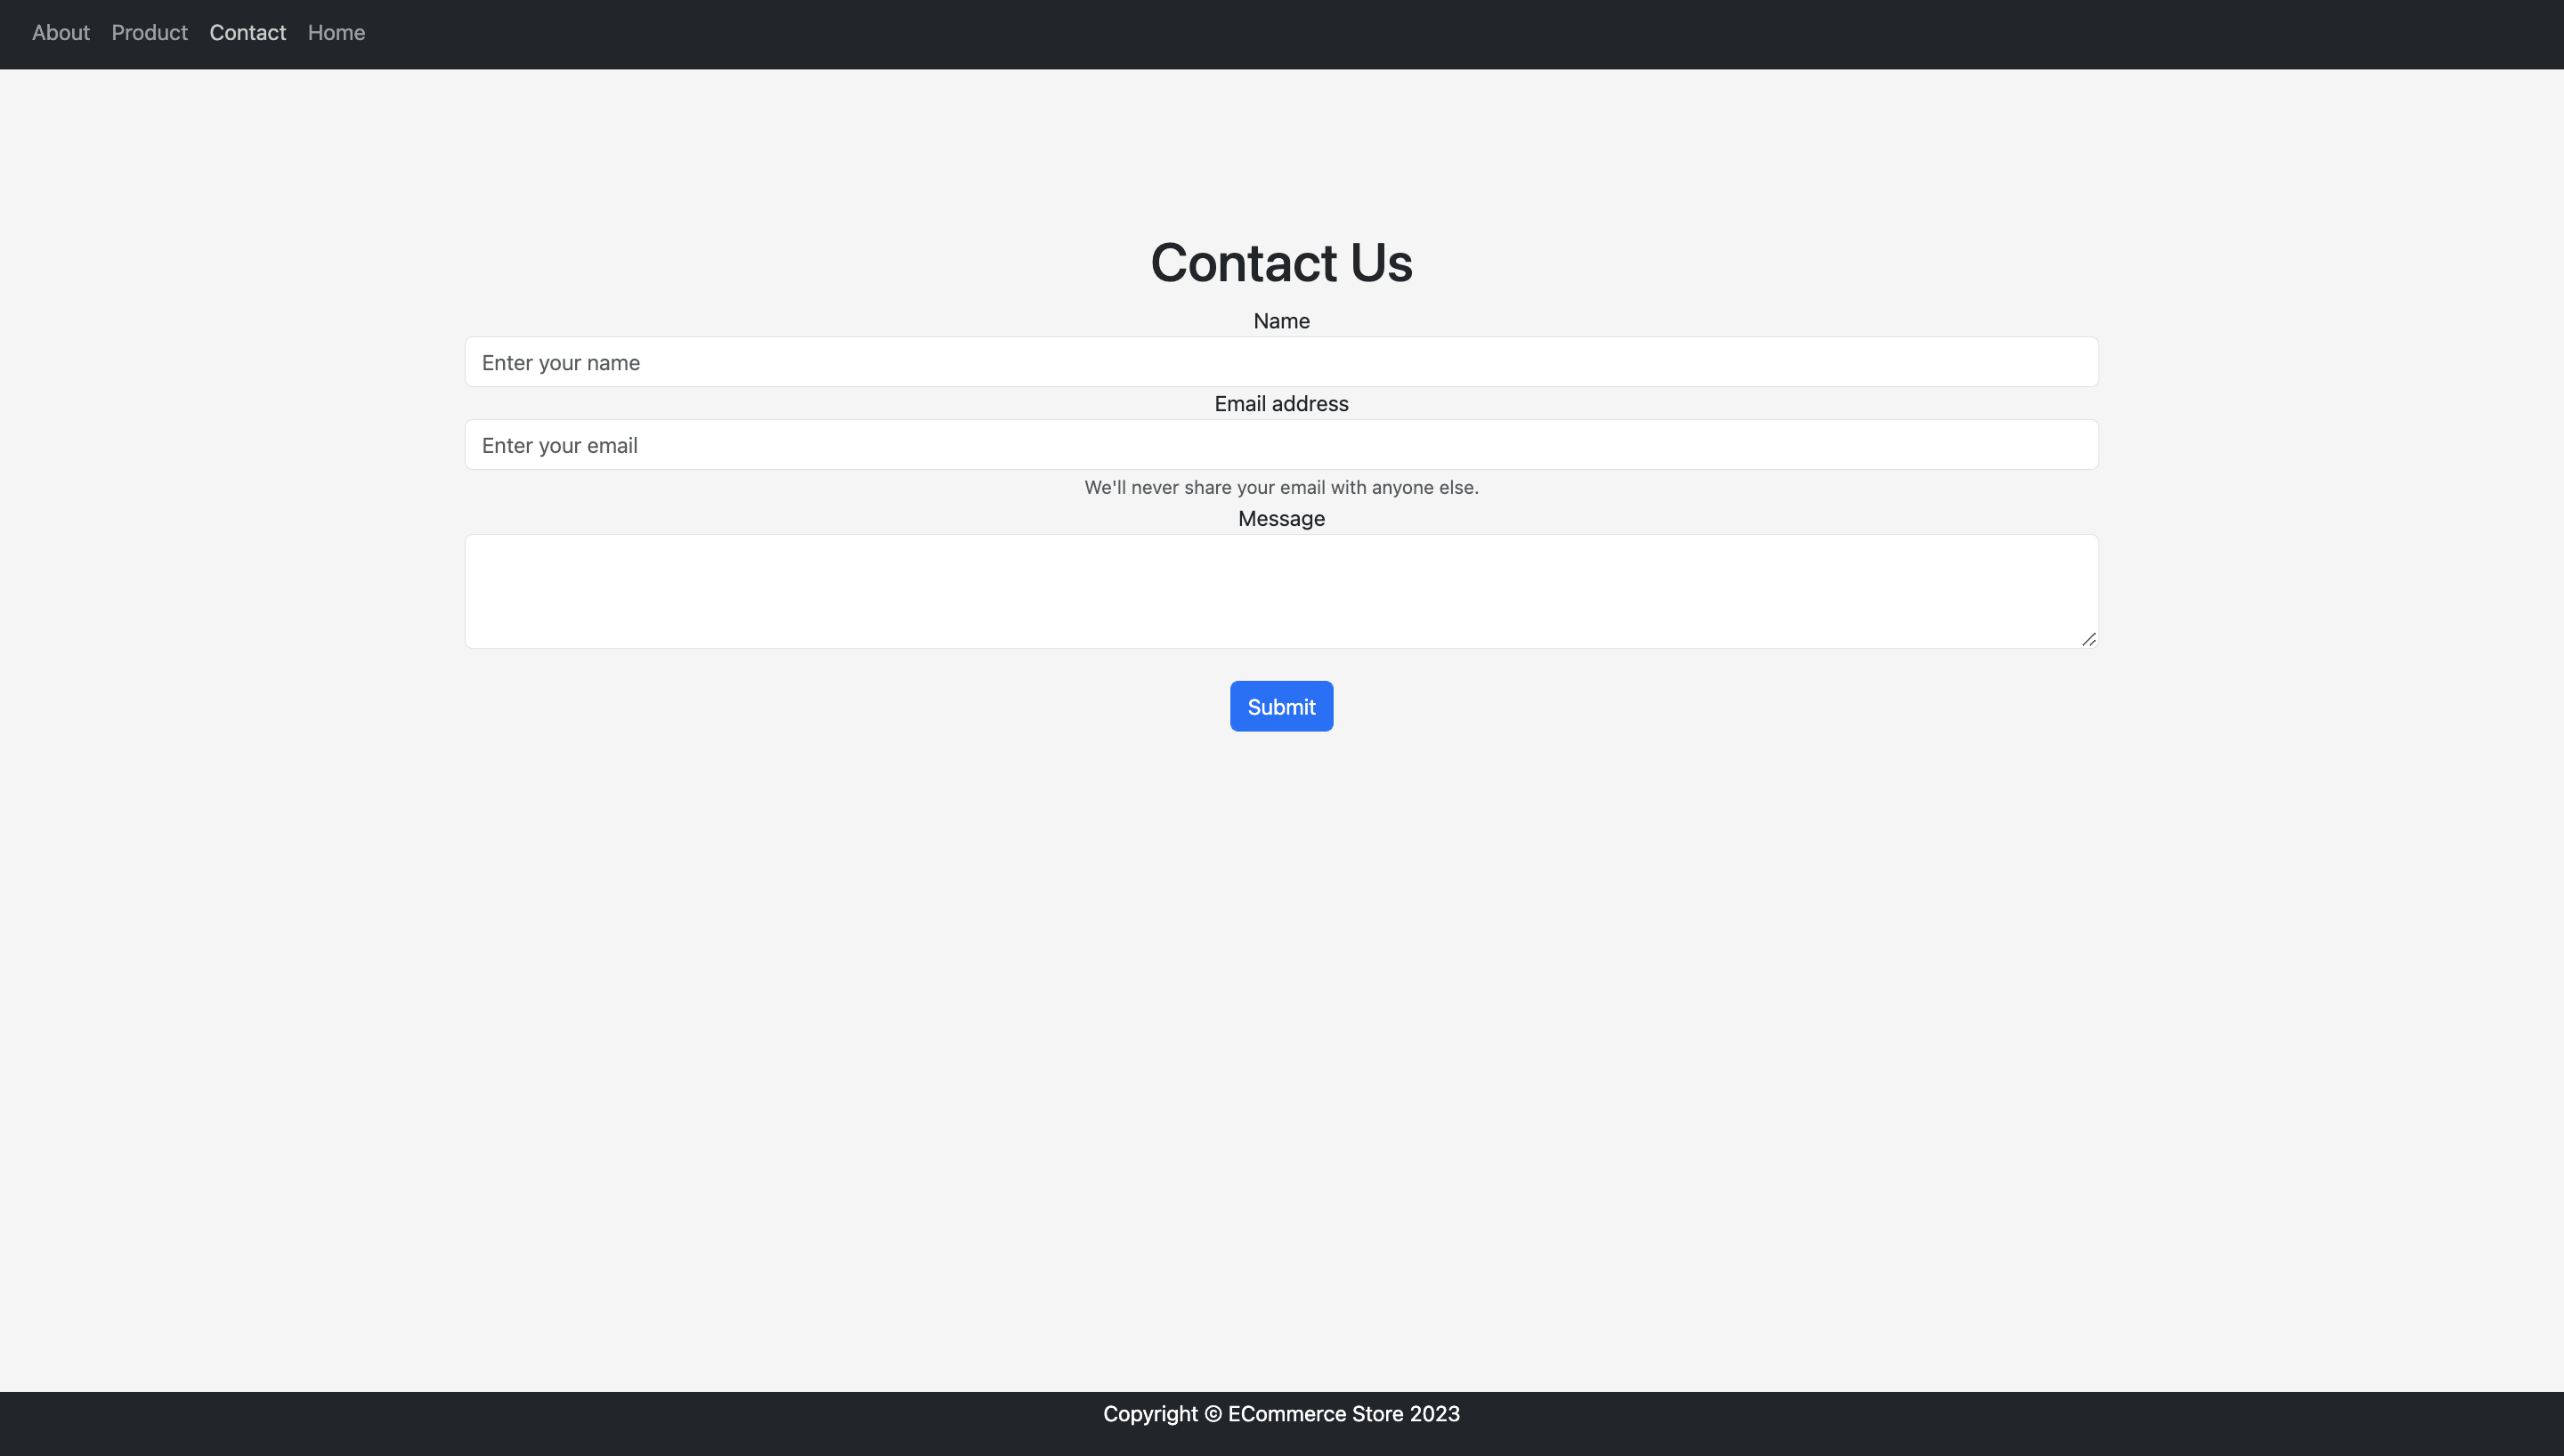 About Product Contact Home
Contact Us
Name
Enter your name
Email address
Enter your email
We'll never share your email with anyone else.
Message
Submit
Copyright © ECommerce Store 2023